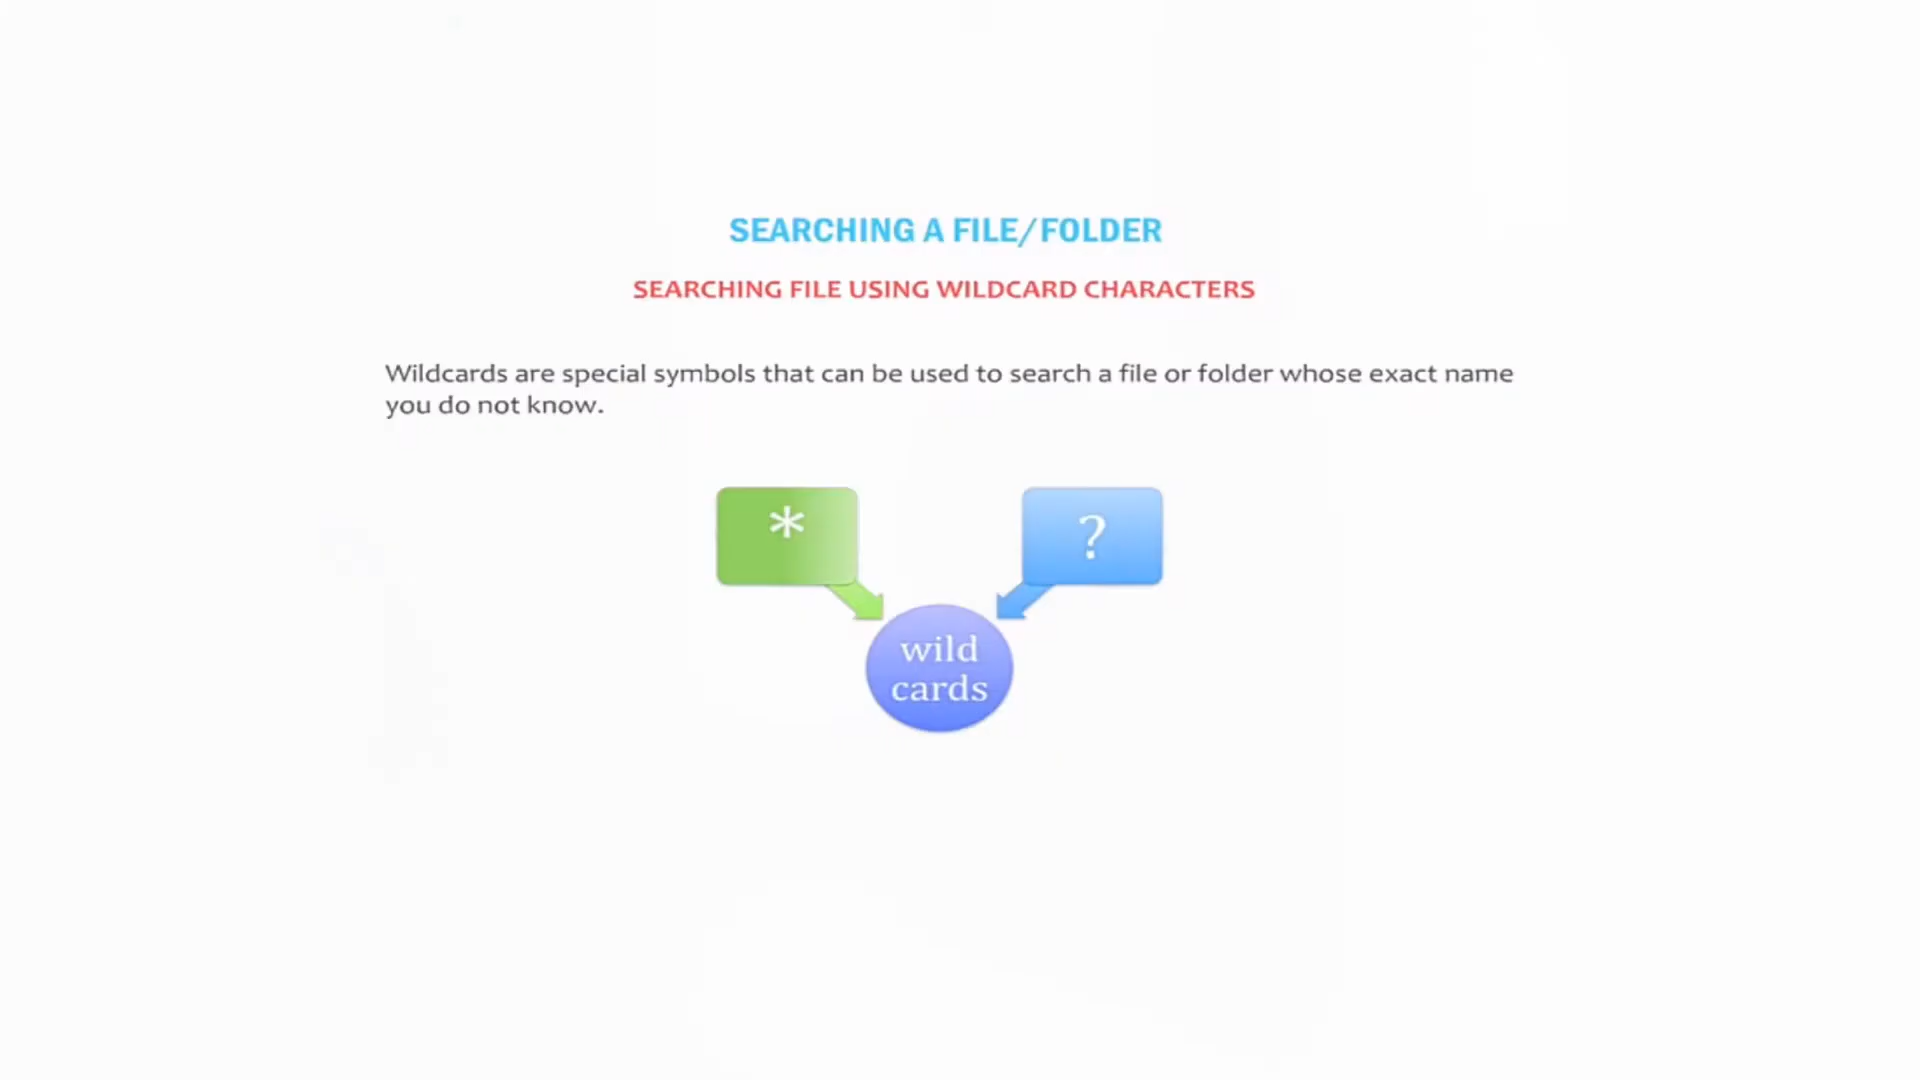 SEARCHING A FILE/FOLDER
SEARCHING FILE USING WILDCARD CHARACTERS
Wildcards are special symbols that can be used to search a file or folder whose exact name
you do not know.
*
?
wild
cards